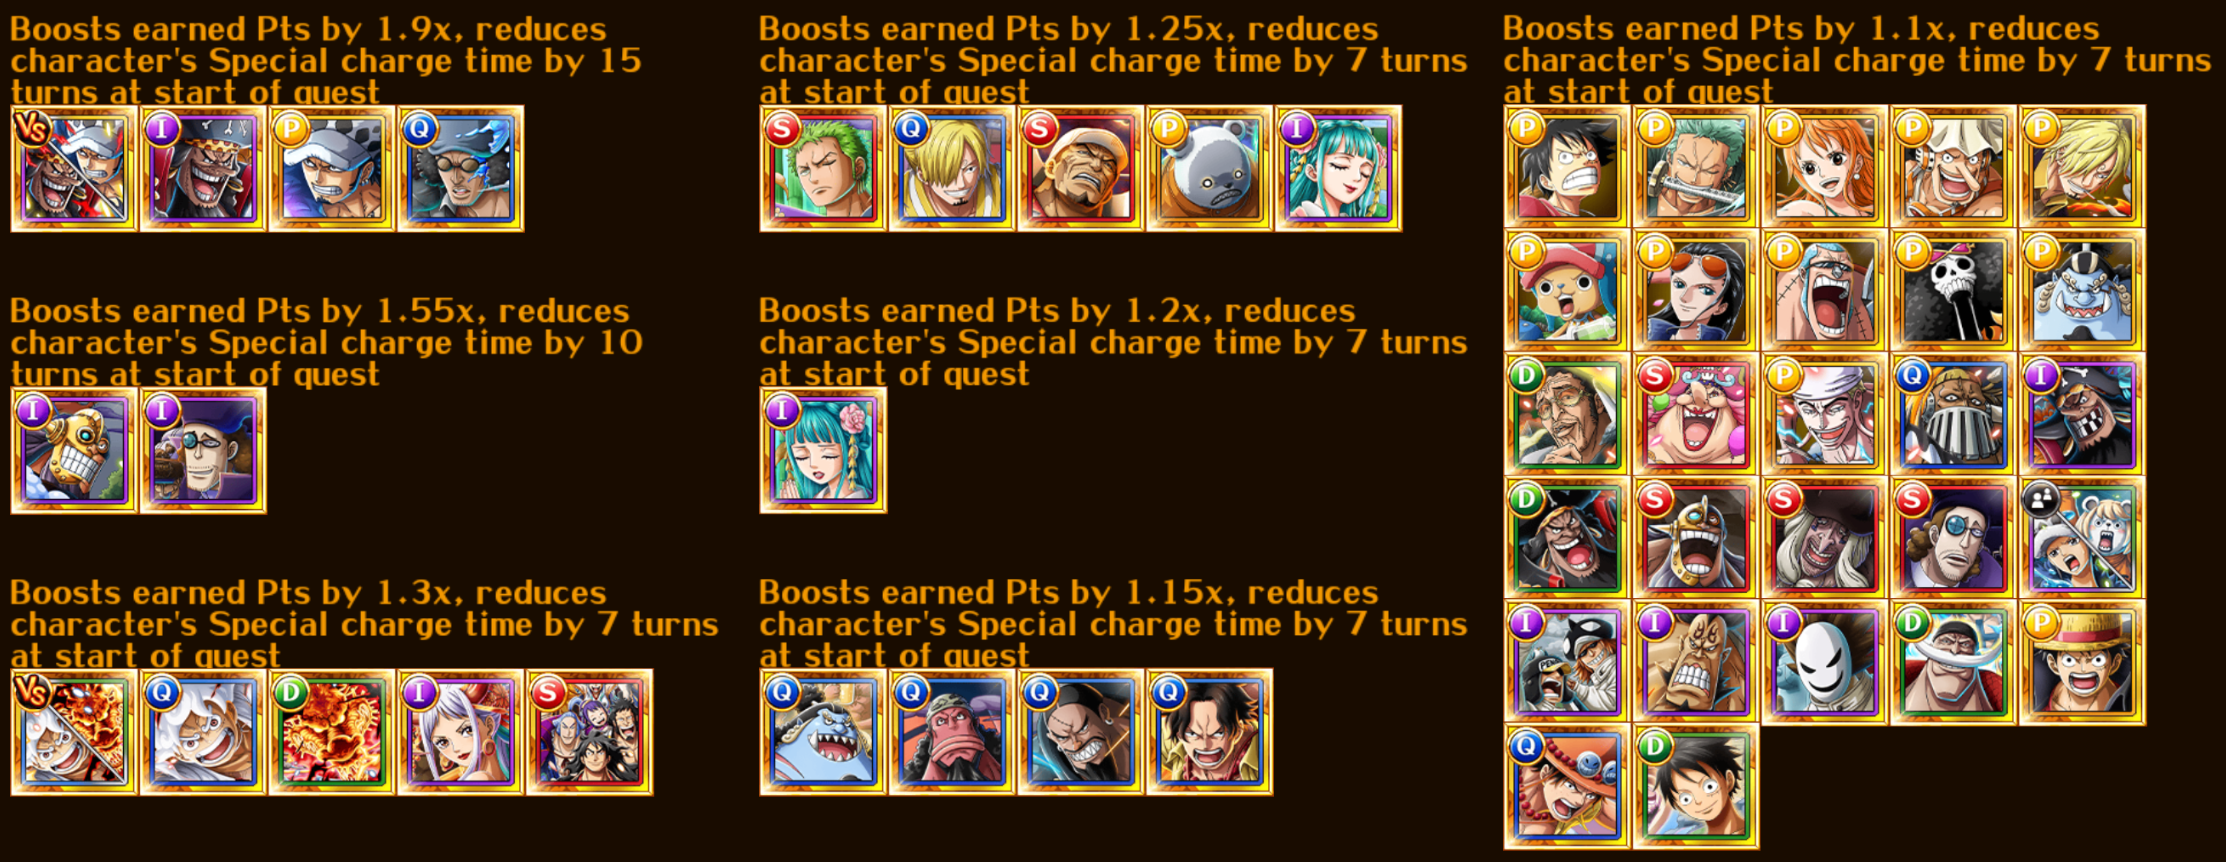 Boosts earned Pts by 1.9x, reduces
character's Special charge time by 15
turns at start of quest
VS
I
P
Q
Boosts earned Pts by 1.55x, reduces
character's Special charge time by 10
turns at start of quest
I
I
Boosts earned Pts by 1.3x, reduces
character's Special charge time by 7 turns
at start of quest
VS
Q
D
I
S
Boosts earned Pts by 1.25x, reduces
character's Special charge time by 7 turns
at start of quest
S
Q
S
P
I
Boosts earned Pts by 1.2x, reduces
character's Special charge time by 7 turns
at start of quest
I
Boosts earned Pts by 1.15x, reduces
character's Special charge time by 7 turns
at start of quest
Q
Q
Q
Q
Boosts earned Pts by 1.1x, reduces
character's Special charge time by 7 turns
at start of quest
P
P
P
P
P
P
P
P
P
P
D
S
P
Q
I
D
S
S
S
I
I
I
D
P
Q
D